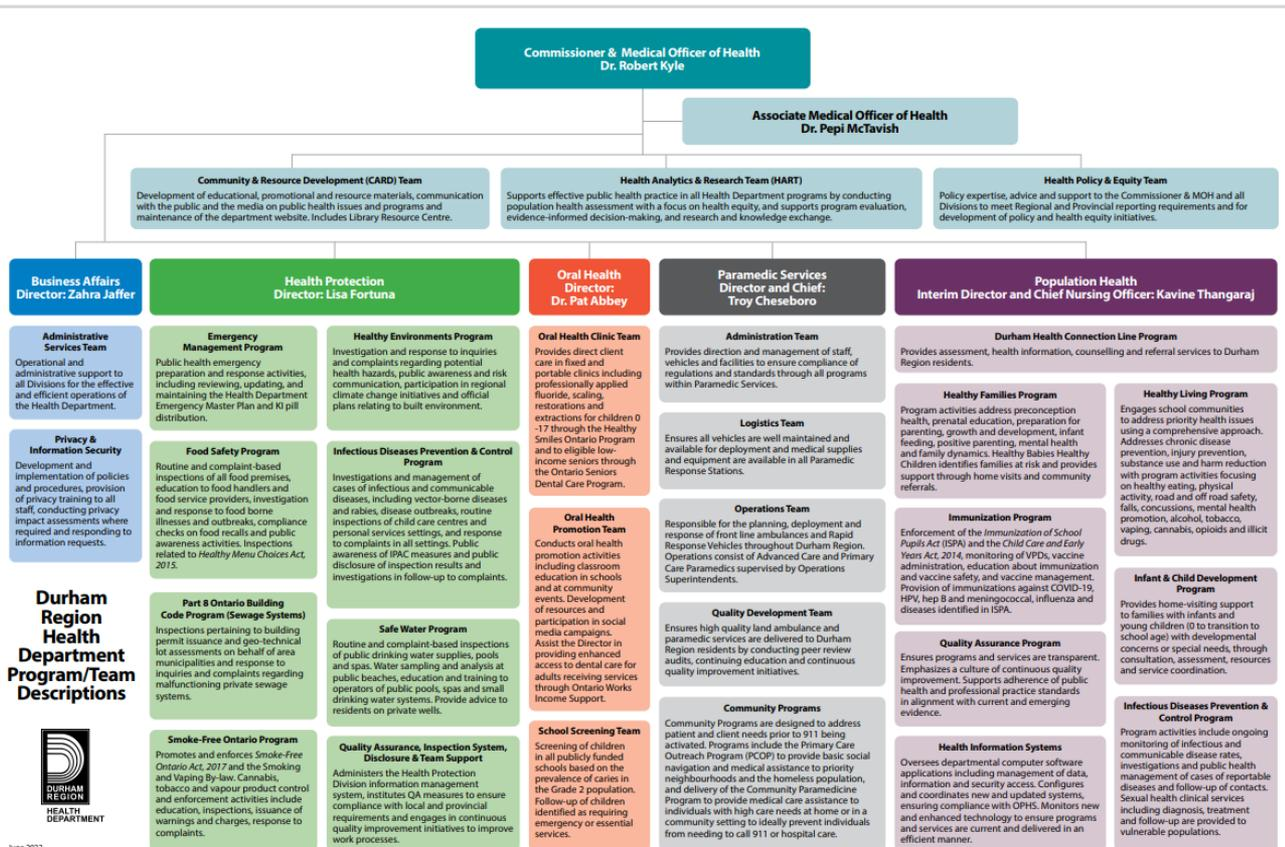 Commissioner & Medical Officer of Health
Dr. Robert Kyle
Associate Medical Officer of Health
Dr. Pepi McTavish
Community & Resource Development (CARD) Team
Development of educational, promotional and resource materials, communication
with the public and the media on public health issues and programs and
maintenance of the department website. Includes Library Resource Centre.
Health Analytics & Research Team (HART)
Supports effective public health practice in all Health Department programs by conducting
population health assessment with a focus on health equity, and supports program evaluation,
evidence-informed decision-making, and research and knowledge exchange.
Health Policy & Equity Team
Policy expertise, advice and support to the Commissioner & MOH and all
Divisions to meet Regional and Provincial reporting requirements and for
development of policy and health equity initiatives.
Business Affairs
Director: Zahra Jaffer
Administrative
Services Team
Operational and
administrative support to
all Divisions for the effective
and efficient operations of
the Health Department.
Privacy &
Information Security
Development and
implementation of policies
and procedures, provision
of privacy training to all
staff, conducting privacy
impact assessments where
required and responding to
information requests.
Durham
Region
Health
Department
Program/Team
Descriptions
DURHAM
REGION
HEALTH
DEPARTMENT
Health Protection
Director: Lisa Fortuna
Emergency
Management Program
Public health emergency
preparation and response activities,
including reviewing, updating, and
maintaining the Health Department
Emergency Master Plan and KI pill
distribution.
Food Safety Program
Routine and complaint-based
inspections of all food premises,
education to food handlers and
food service providers, investigation
and response to food borne
illnesses and outbreaks, compliance
checks on food recalls and public
awareness activities. Inspections
related to Healthy Menu Choices Act,
2015.
Part 8 Ontario Building
Code Program (Sewage Systems)
Inspections pertaining to building
permit issuance and geo-technical
lot assessments on behalf of area
municipalities and response to
inquiries and complaints regarding
malfunctioning private sewage
systems.
Smoke-Free Ontario Program
Promotes and enforces Smoke-Free
Ontario Act, 2017 and the Smoking
and Vaping By-law. Cannabis,
tobacco and vapour product control
and enforcement activities include
education, inspections, issuance of
warnings and charges, response to
complaints.
Healthy Environments Program
Investigation and response to inquiries
and complaints regarding potential
health hazards, public awareness and risk
communication, participation in regional
climate change initiatives and official
plans relating to built environment.
Infectious Diseases Prevention & Control
Program
Investigations and management of
cases of infectious and communicable
diseases, including vector-borne diseases
and rabies, disease outbreaks, routine
inspections of child care centres and
personal services settings, and response
to complaints in all settings. Public
awareness of IPAC measures and public
disclosure of inspection results and
investigations in follow-up to complaints.
Safe Water Program
Routine and complaint-based inspections
of public drinking water supplies, pools
and spas. Water sampling and analysis at
public beaches, education and training to
operators of public pools, spas and small
drinking water systems. Provide advice to
residents on private wells.
Quality Assurance, Inspection System,
Disclosure & Team Support
Administers the Health Protection
Division information management
system, institutes QA measures to ensure
compliance with local and provincial
requirements and engages in continuous
quality improvement initiatives to improve
work processes.
Oral Health
Director:
Dr. Pat Abbey
Oral Health Clinic Team
Provides direct client
care in fixed and
portable clinics including
professionally applied
fluoride, scaling,
restorations and
extractions for children 0
-17 through the Healthy
Smiles Ontario Program
and to eligible low-
income seniors through
the Ontario Seniors
Dental Care Program.
Oral Health
Promotion Team
Conducts oral health
promotion activities
including classroom
education in schools
and at community
events. Development
of resources and
participation in social
media campaigns.
Assist the Director in
providing enhanced
access to dental care for
adults receiving services
through Ontario Works
Income Support.
School Screening Team
Screening of children
in all publicly funded
schools based on the
prevalence of caries in
the Grade 2 population.
Follow-up of children
identified as requiring
emergency or essential
services.
Paramedic Services
Director and Chief:
Troy Cheseboro
Administration Team
Provides direction and management of staff,
vehicles and facilities to ensure compliance of
regulations and standards through all programs
within Paramedic Services.
Logistics Team
Ensures all vehicles are well maintained and
available for deployment and medical supplies
and equipment are available in all Paramedic
Response Stations.
Operations Team
Responsible for the planning, deployment and
response of front line ambulances and Rapid
Response Vehicles throughout Durham Region.
Operations consist of Advanced Care and Primary
Care Paramedics supervised by Operations
Superintendents.
Quality Development Team
Ensures high quality land ambulance and
paramedic services are delivered to Durham
Region residents by conducting peer review
audits, continuing education and continuous
quality improvement initiatives.
Community Programs
Community Programs are designed to address
patient and client needs prior to 911 being
activated. Programs include the Primary Care
Outreach Program (PCOP) to provide basic social
navigation and medical assistance to priority
neighbourhoods and the homeless population,
and delivery of the Community Paramedicine
Program to provide medical care assistance to
individuals with high care needs at home or in a
community setting to ideally prevent individuals
from needing to call 911 or hospital care.
Population Health
Interim Director and Chief Nursing Officer: Kavine Thangaraj
Durham Health Connection Line Program
Provides assessment, health information, counselling and referral services to Durham
Region residents.
Healthy Families Program
Program activities address preconception
health, prenatal education, preparation for
parenting, growth and development, infant
feeding, positive parenting, mental health
and family dynamics. Healthy Babies Healthy
Children identifies families at risk and provides
support through home visits and community
referrals.
Immunization Program
Enforcement of the Immunization of School
Pupils Act (ISPA) and the Child Care and Early
Years Act, 2014, monitoring of VPDs, vaccine
administration, education about immunization
and vaccine safety, and vaccine management.
Provision of immunizations against COVID-19,
HPV, hep B and meningococcal, influenza and
diseases identified in ISPA.
Quality Assurance Program
Ensures programs and services are transparent.
Emphasizes a culture of continuous quality
improvement. Supports adherence of public
health and professional practice standards
in alignment with current and emerging
evidence.
Health Information Systems
Oversees departmental computer software
applications including management of data,
information and security access. Configures
and coordinates new and updated systems,
ensuring compliance with OPHS. Monitors new
and enhanced technology to ensure programs
and services are current and delivered in an
efficient manner.
Healthy Living Program
Engages school communities
to address priority health issues
using a comprehensive approach.
Addresses chronic disease
prevention, injury prevention,
substance use and harm reduction
with program activities focusing
on healthy eating, physical
activity, road and off road safety,
falls, concussions, mental health
promotion, alcohol, tobacco,
vaping, cannabis, opioids and illicit
drugs.
Infant & Child Development
Program
Provides home-visiting support
to families with infants and
young children (0 to transition to
school age) with developmental
concerns or special needs, through
consultation, assessment, resources
and service coordination.
Infectious Diseases Prevention &
Control Program
Program activities include ongoing
monitoring of infectious and
communicable disease rates,
investigations and public health
management of cases of reportable
diseases and follow-up of contacts.
Sexual health clinical services
including diagnosis, treatment
and follow-up are provided to
vulnerable populations.